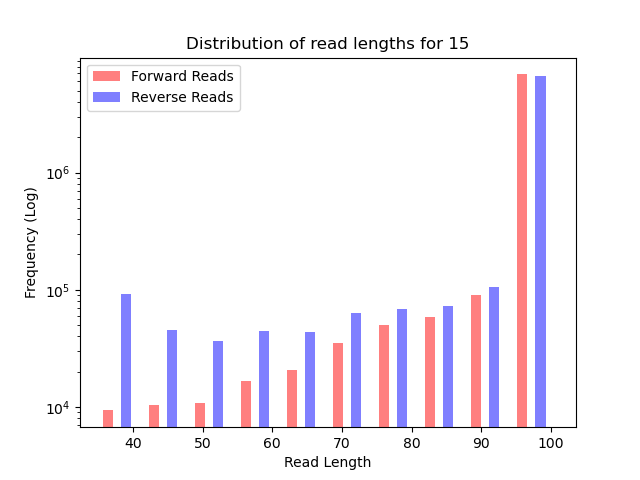 Distribution of read lengths for 15
Forward Reads
Reverse Reads
Frequency (Log)
10^6
10^5
10^4
40 50 60 70 80 90 100
Read Length